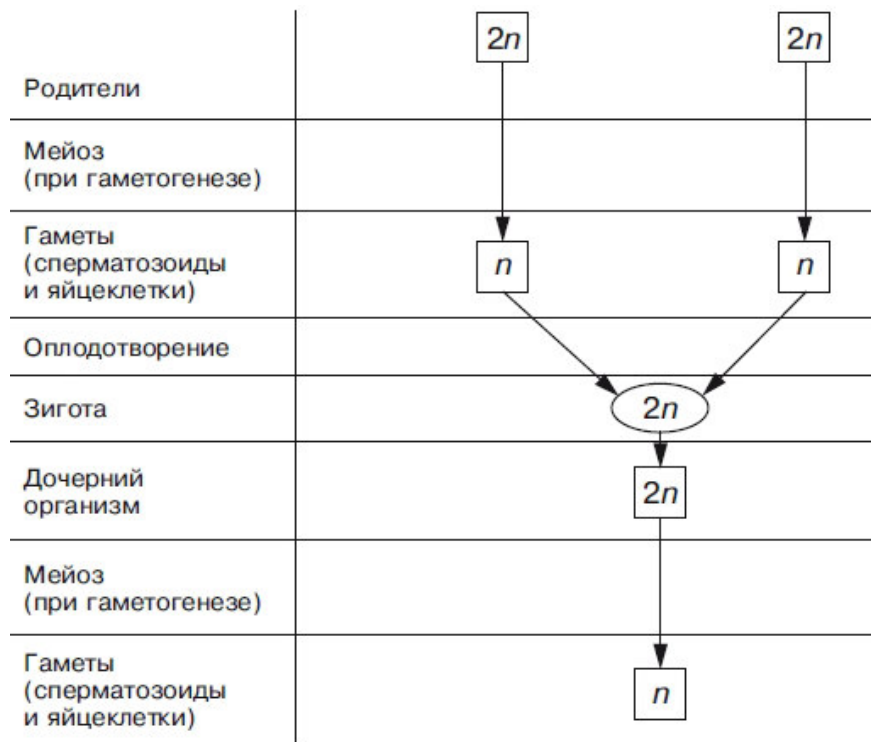 2n 2n
Родители
Мейоз
(при гаметогенезе)
Гаметы
(сперматозоиды
и яйцеклетки)
n n
Оплодотворение
Зигота
2n
Дочерний
организм
2n
Мейоз
(при гаметогенезе)
Гаметы
(сперматозоиды
и яйцеклетки)
n